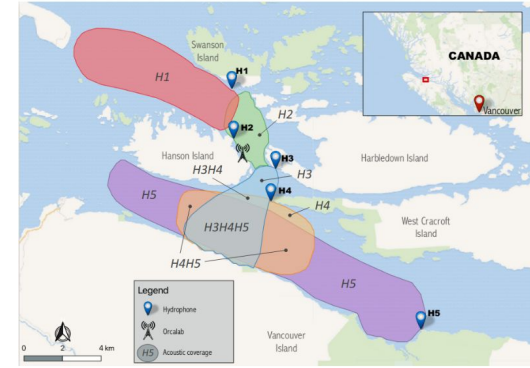 Swanson
Island
H1
H1
CANADA
Vancouver
H2
H2
Hanson Island
H3
Harbledown Island
H3H4
H3
H5
H4
H4
West Cracroft
Island
H3H4H5
H4H5
H5
Legend
Hydrophone
Orcalab
H5
Acoustic coverage
Vancouver
Island
H5
0
2
4 km